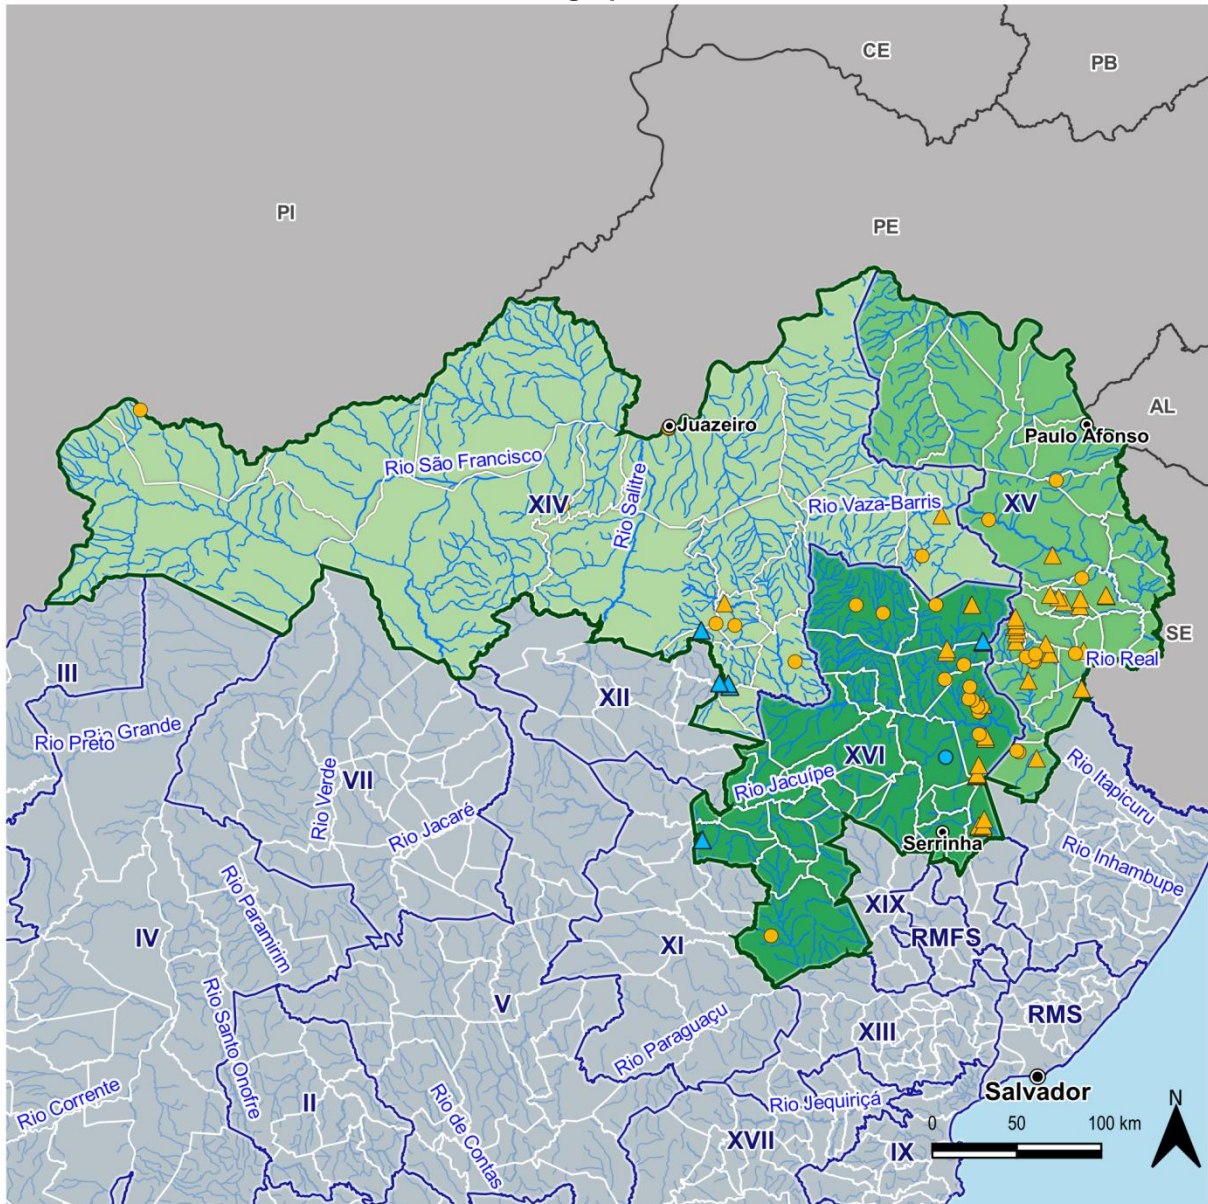 CE
PB
PI
PE
AL
Juazeiro
Paulo Afonso
Rio São Francisco
XIV
Rio Salitre
Rio Vaza-Barris
XV
SE
Rio Real
III
Rio Grande
Rio Preto
XII
VII
Rio Verde
Rio Jacaré
XVI
Rio Jacuípe
Rio Itapicuru
Serrinha
Rio Inhambupe
Rio Paramirim
IV
XIX
RMFS
XI
V
Rio Santo Onofre
Rio Paraguaçu
XIII
RMS
Rio Corrente
II
Rio de Contas
Rio Jequiriçá
Salvador
N
XVII
IX
0 50 100 km